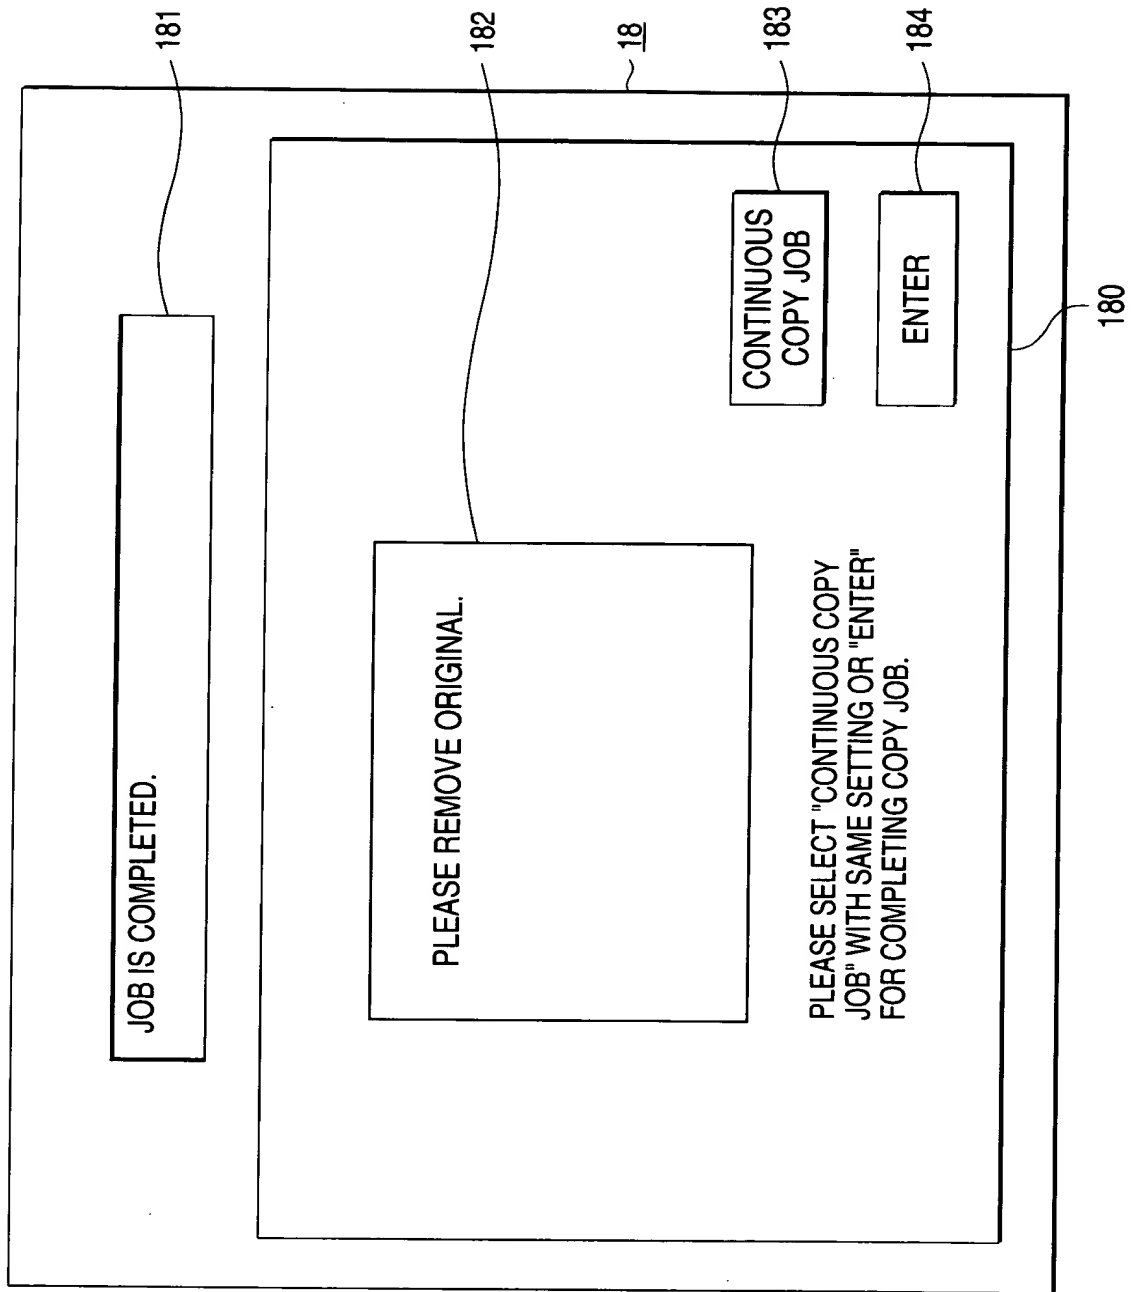 JOB IS COMPLETED.
181
PLEASE REMOVE ORIGINAL.
182
18
PLEASE SELECT "CONTINUOUS COPY
JOB" WITH SAME SETTING OR "ENTER"
FOR COMPLETING COPY JOB.
CONTINUOUS
COPY JOB
183
ENTER
184
180